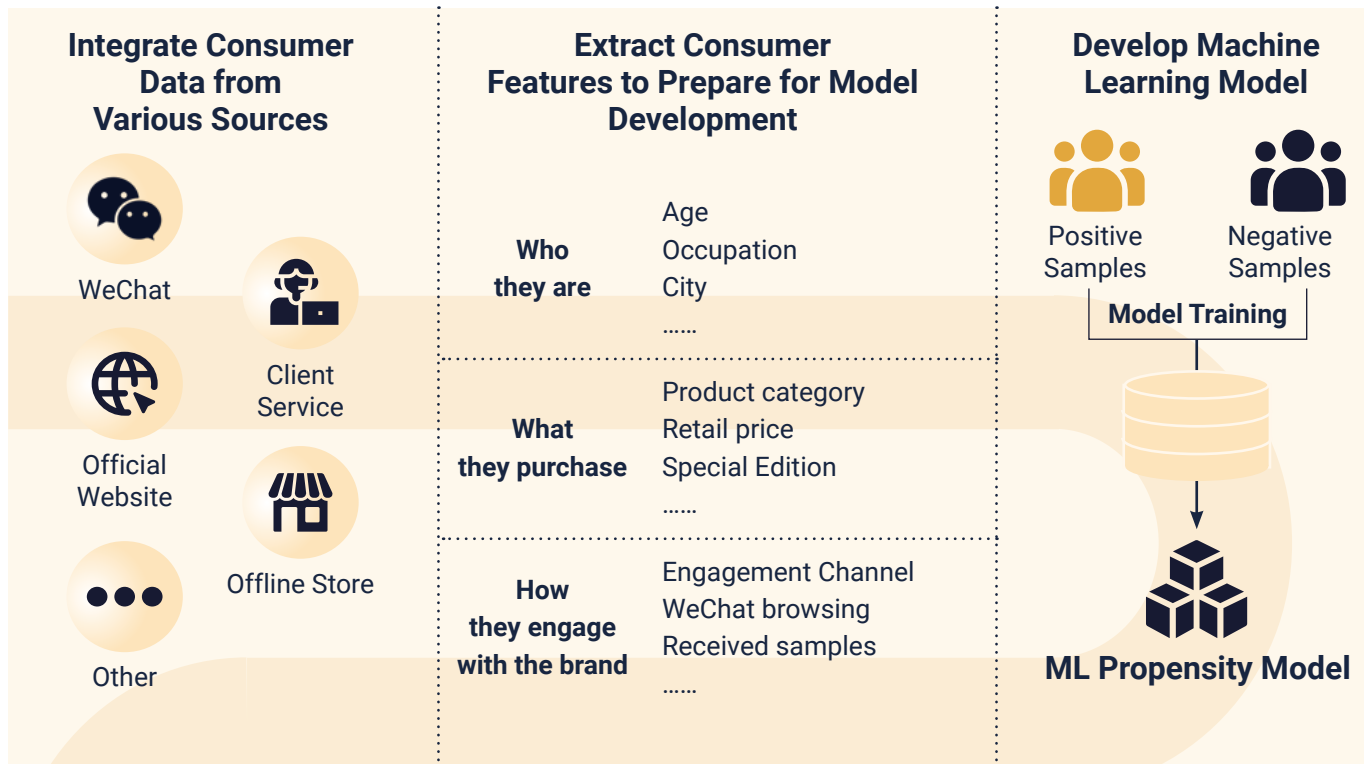 Integrate Consumer
Data from
Various Sources
WeChat
Client
Service
Official
Website
Offline Store
Other
Extract Consumer
Features to Prepare for Model
Development
Who
they are
Age
Occupation
City
......
What
they purchase
Product category
Retail price
Special Edition
......
How
they engage
with the brand
Engagement Channel
WeChat browsing
Received samples
......
Develop Machine
Learning Model
Positive
Samples
Negative
Samples
Model Training
ML Propensity Model